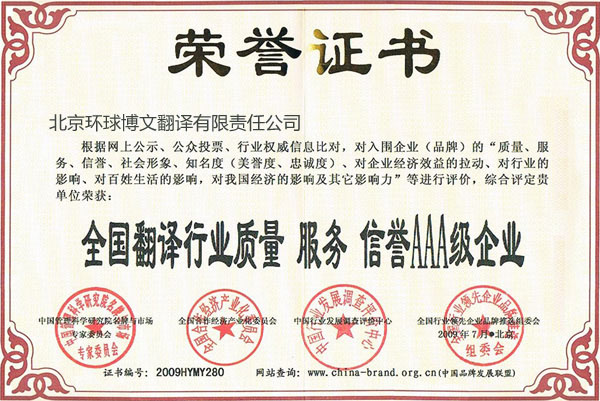 荣誉证书
北京环球博文翻译有限责任公司
根据网上公示、公众投票、行业权威信息比对,对入围企业(品牌)的“质量、服
务、信誉、社会形象、知名度(美誉度、忠诚度)、对企业经济效益的拉动、对行业的
影响、对百姓生活的影响,对我国经济的影响及其它影响力”等进行评价,综合评定贵
单位荣获:
全国翻译行业质量 服务 信誉AAA级企业
中国管理科学研究院名牌与市场 全国合作经济产业化委员会 中国行业发展调查评价中心 全国行业领先企业品牌推选组委会
专家委员会 2009年7月●北京
专家委员会 组委会
证书编号:2009HYMY280 网站查询:www.china-brand.org.cn(中国品牌发展联盟)